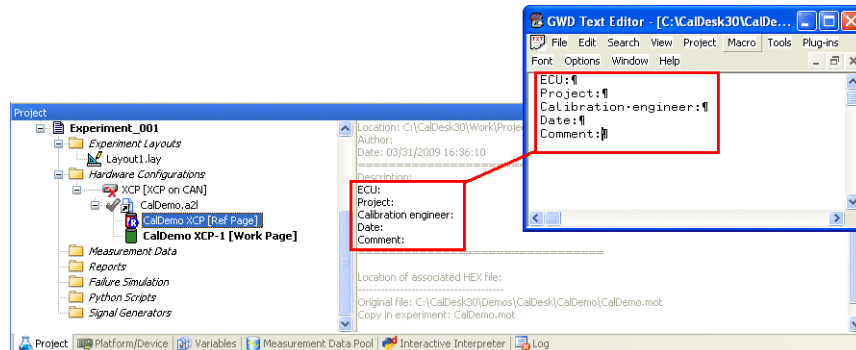 GWD Text Editor - [C:\CalDesk30\CalDe...
File Edit Search View Project Macro Tools Plug-ins
Font Options Window Help
ECU:¶
Project:¶
Calibration·engineer:¶
Date:¶
Comment:¶
Project
Experiment_001
Experiment Layouts
Layout1.lay
Hardware Configurations
XCP [XCP on CAN]
CalDemo.a2l
CalDemo XCP [Ref Page]
CalDemo XCP-1 [Work Page]
Measurement Data
Reports
Failure Simulation
Python Scripts
Signal Generators
Location: C:\CalDesk30\Work\Proje
Author:
Date: 03/31/2009 16:36:10
Description:
ECU:
Project:
Calibration engineer:
Date:
Comment:
Location of associated HEX file:
Original file: C:\CalDesk30\Demos\CalDesk\CalDemo\CalDemo.mot
Copy in experiment: CalDemo.mot
Project Platform/Device Variables Measurement Data Pool Interactive Interpreter Log